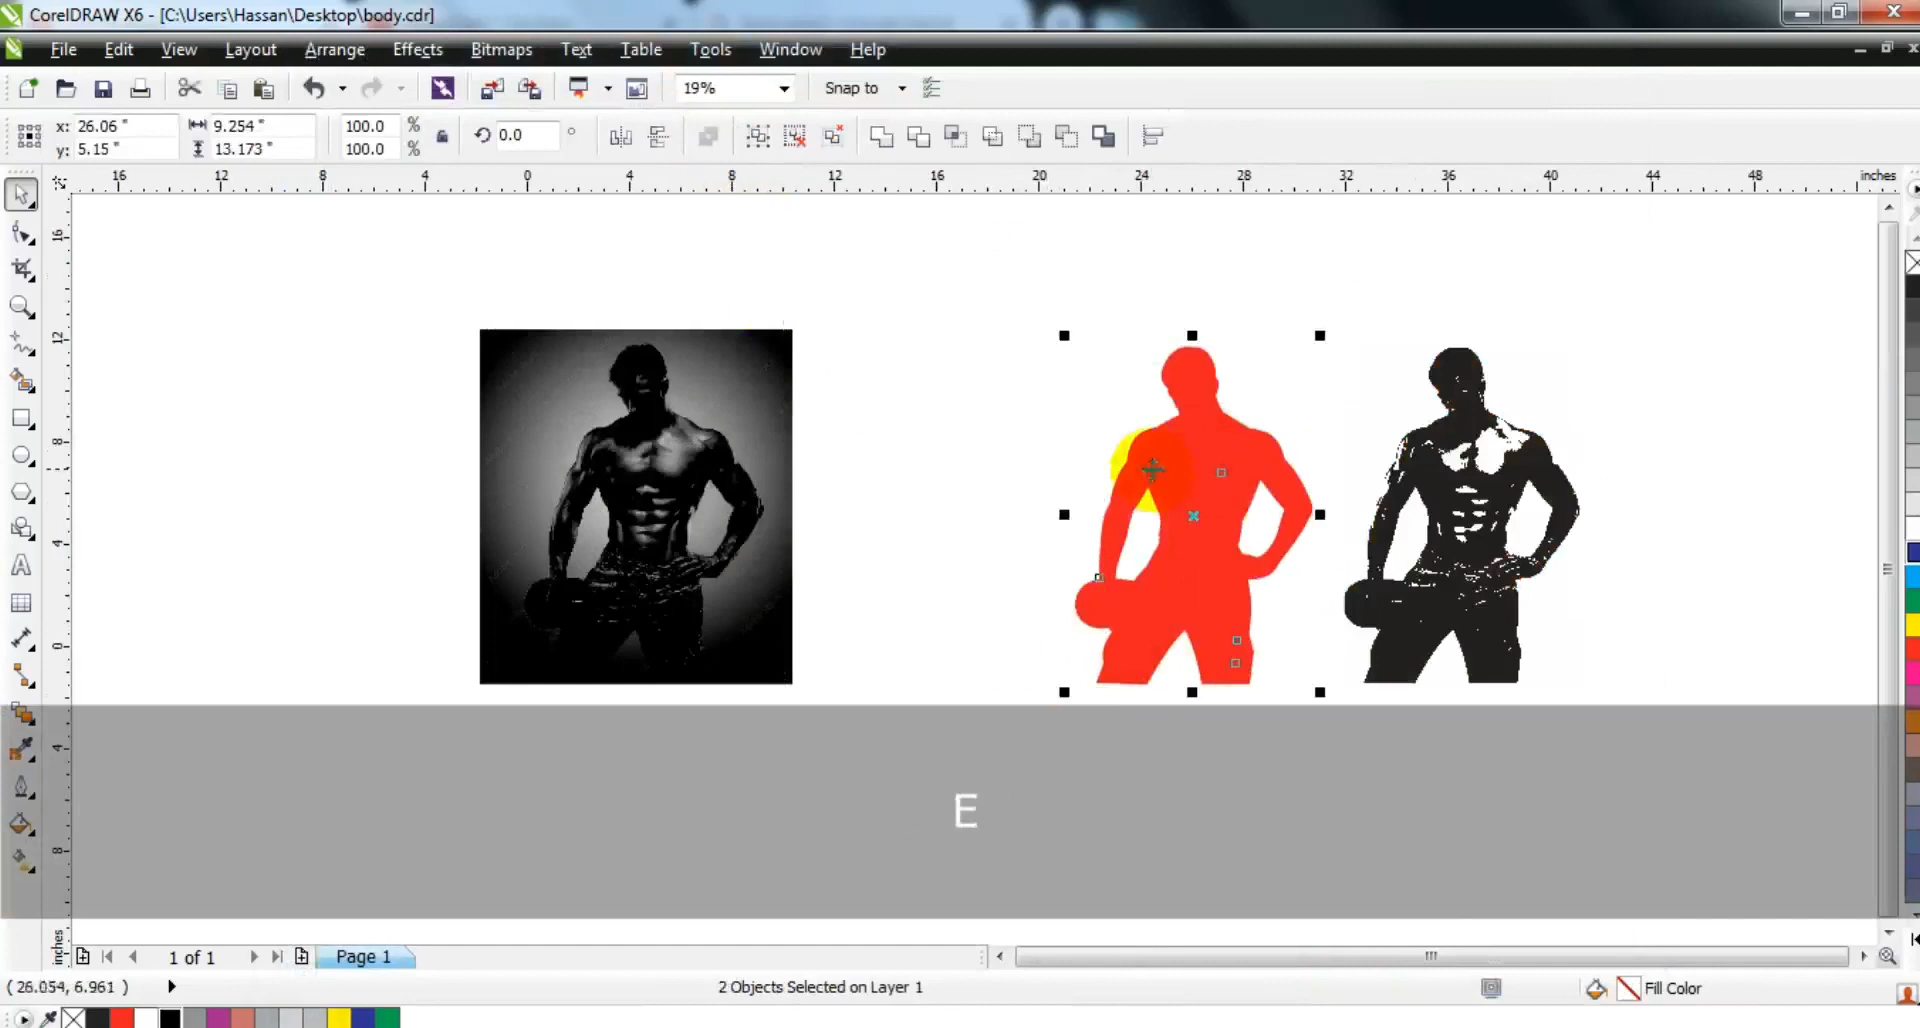 CorelDRAW X6 - [C:\Users\Hassan\Desktop\body.cdr]
File Edit View Layout Arrange Effects Bitmaps Text Table Tools Window Help
19% Snap to
x: 26.06 " 9.254 " 100.0 % 0.0 °
y: 5.15 " 13.173 " 100.0 %
16 12 8 4 0 4 8 12 16 20 24 28 32 36 40 44 48 inches
16
12
8
4
0
4
8
inches
E
1 of 1 Page 1
( 26.054, 6.961 ) 2 Objects Selected on Layer 1 Fill Color